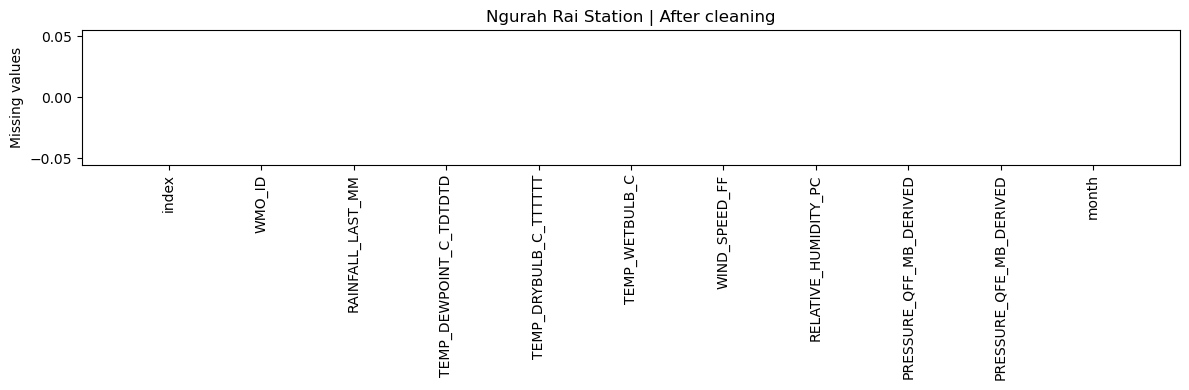 Ngurah Rai Station | After cleaning
Missing values
0.05
0.00
−0.05
index
WMO_ID
RAINFALL_LAST_MM
TEMP_DEWPOINT_C_TDTDTD
TEMP_DRYBULB_C_TTTTTT
TEMP_WETBULB_C
WIND_SPEED_FF
RELATIVE_HUMIDITY_PC
PRESSURE_QFF_MB_DERIVED
PRESSURE_QFE_MB_DERIVED
month